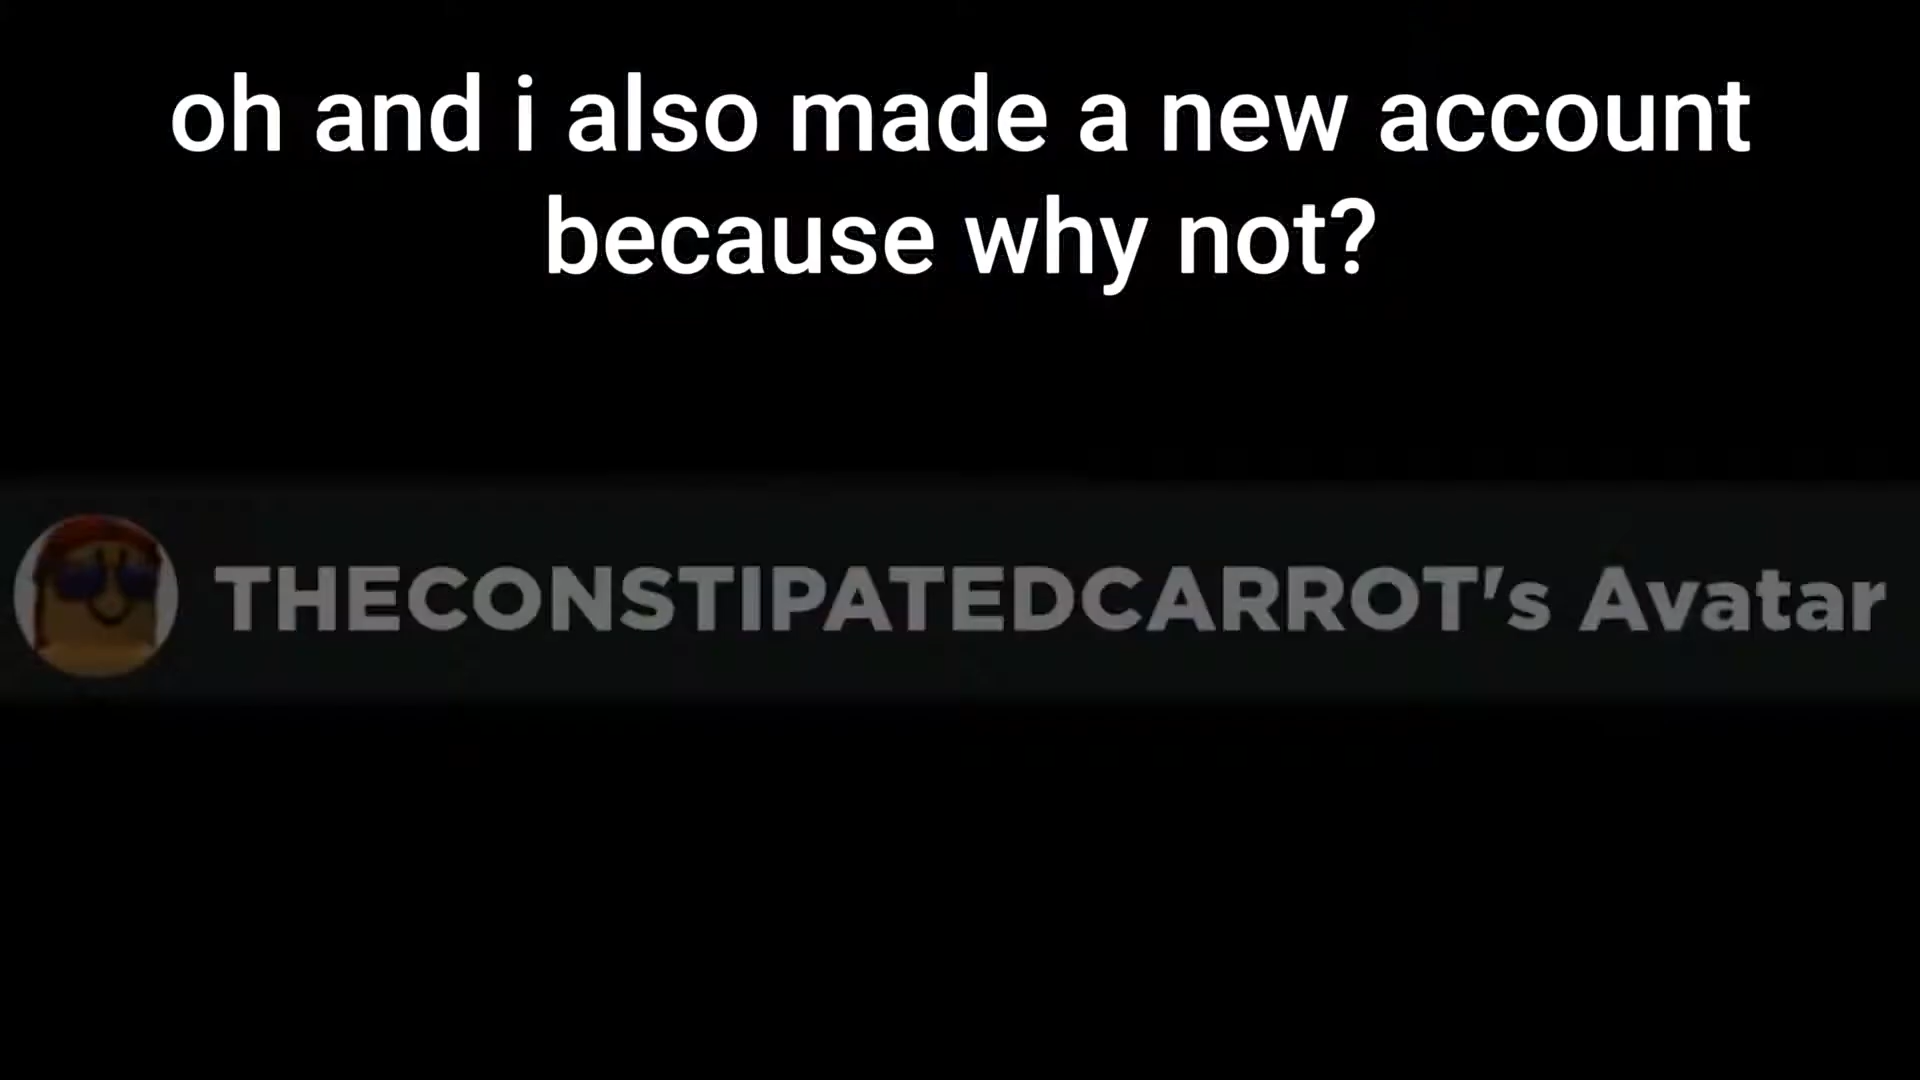 oh and i also made a new account
because why not?
THECONSTIPATEDCARROT's Avatar